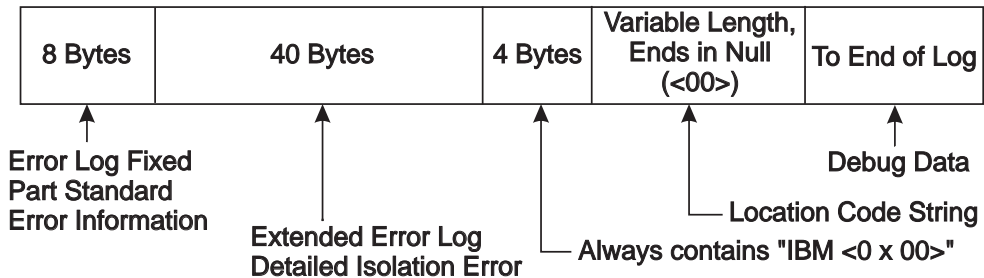 8 Bytes
40 Bytes
4 Bytes
Variable Length,
Ends in Null
(<00>)
To End of Log
Error Log Fixed
Part Standard
Error Information
Extended Error Log
Detailed Isolation Error
Always contains "IBM <0 x 00>"
Location Code String
Debug Data